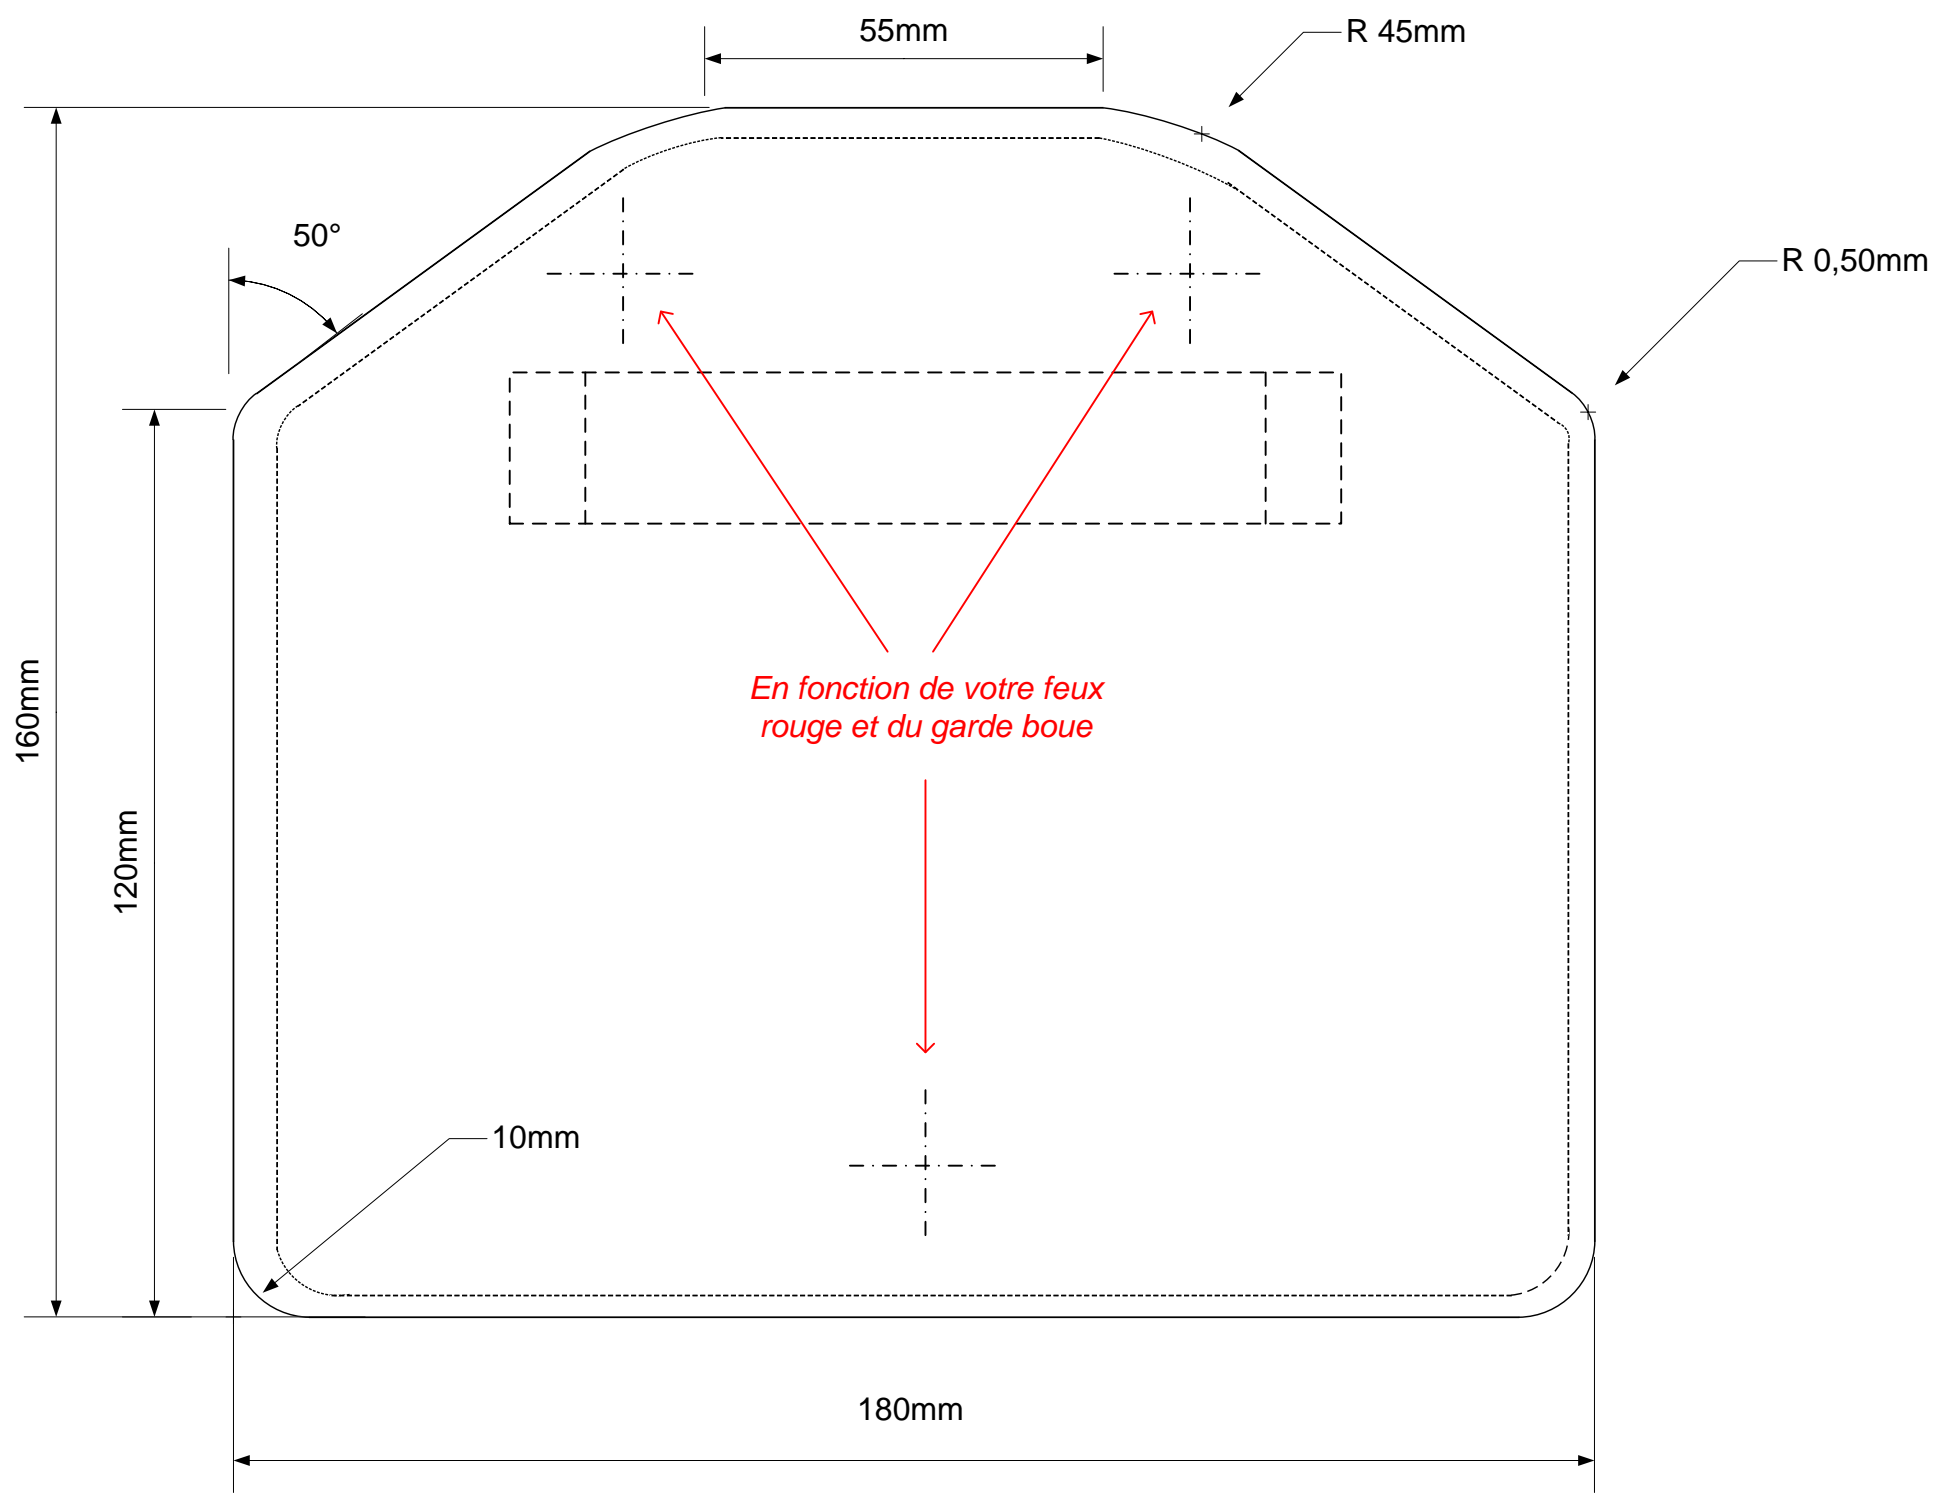 55mm
R 45mm
50°
R 0,50mm
160mm
En fonction de votre feux
rouge et du garde boue
120mm
10mm
180mm